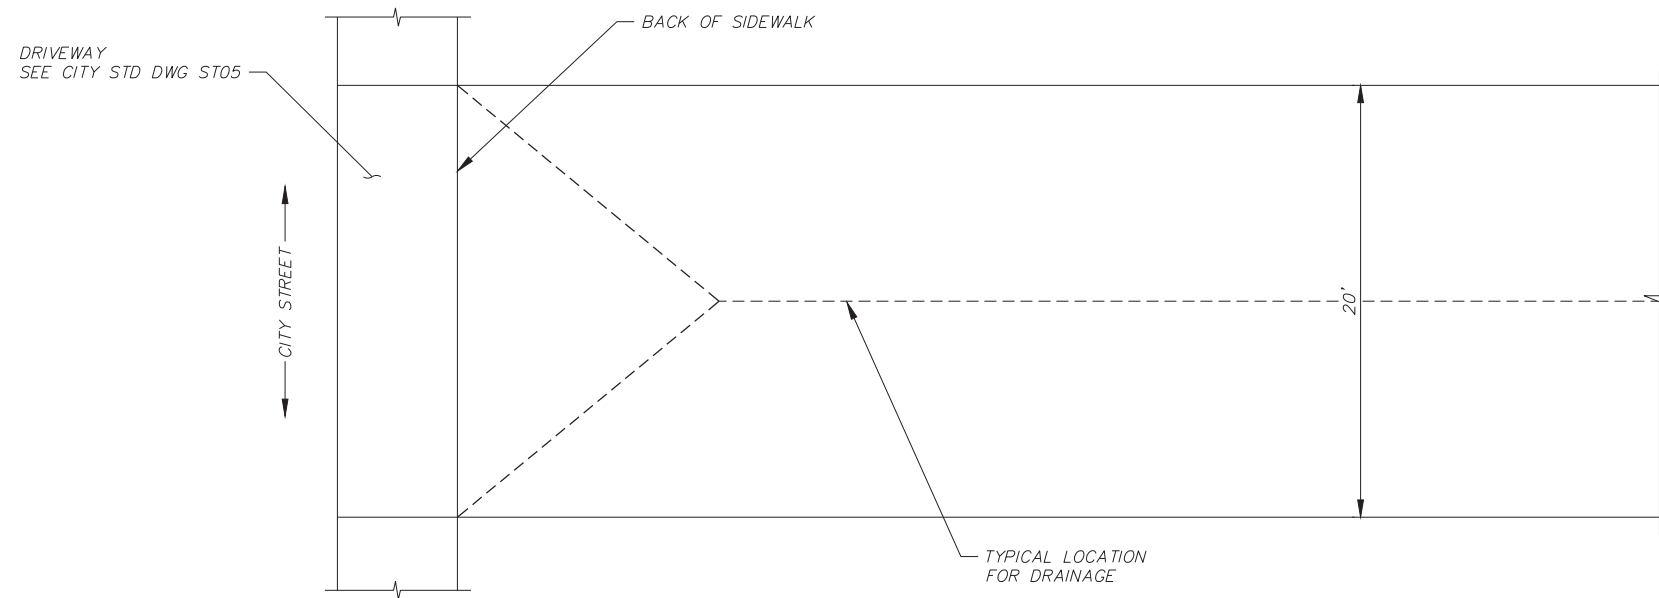 BACK OF SIDEWALK
DRIVEWAY
SEE CITY STD DWG ST05
CITY STREET
20'
TYPICAL LOCATION
FOR DRAINAGE